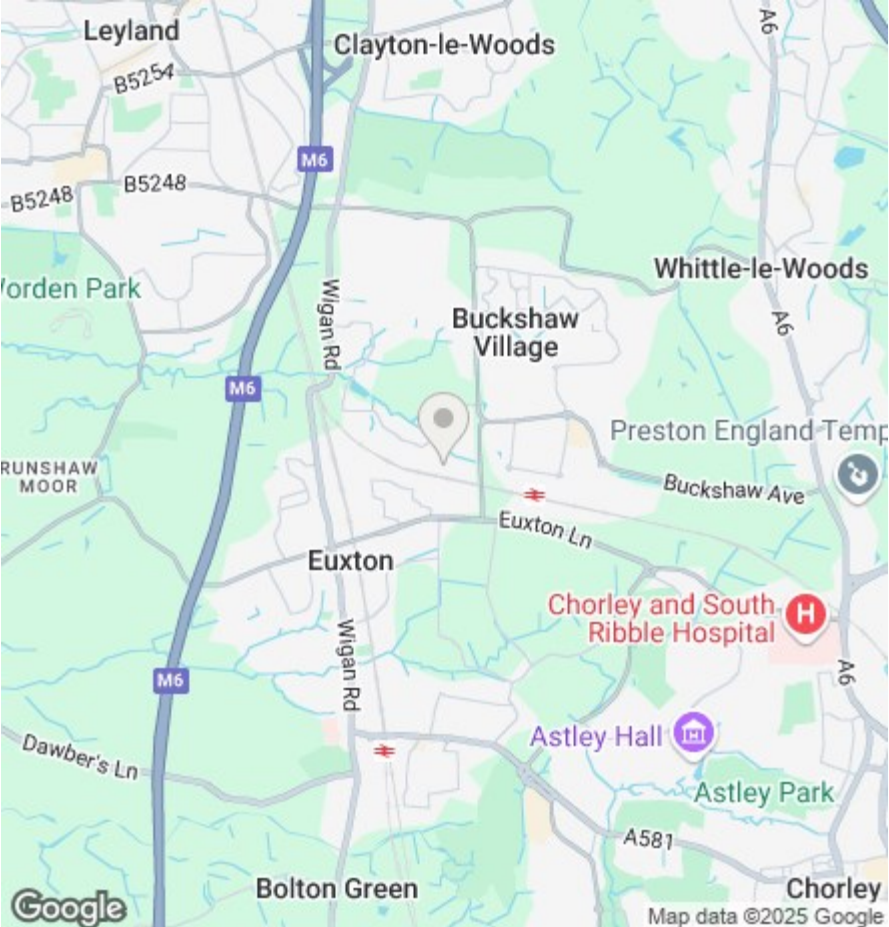 Leyland
A6
Clayton-le-Woods
B5254
M6
B5248
B5248
Whittle-le-Woods
orden Park
Wigan Rd
Buckshaw
Village
A6
M6
Preston England Temp
RUNSHAW
MOOR
Buckshaw Ave
Euxton Ln
Euxton
Chorley and South
Ribble Hospital
H
Wigan Rd
A6
M6
Astley Hall
Dawber's Ln
Astley Park
A581
Bolton Green
Chorley
Google
Map data ©2025 Google